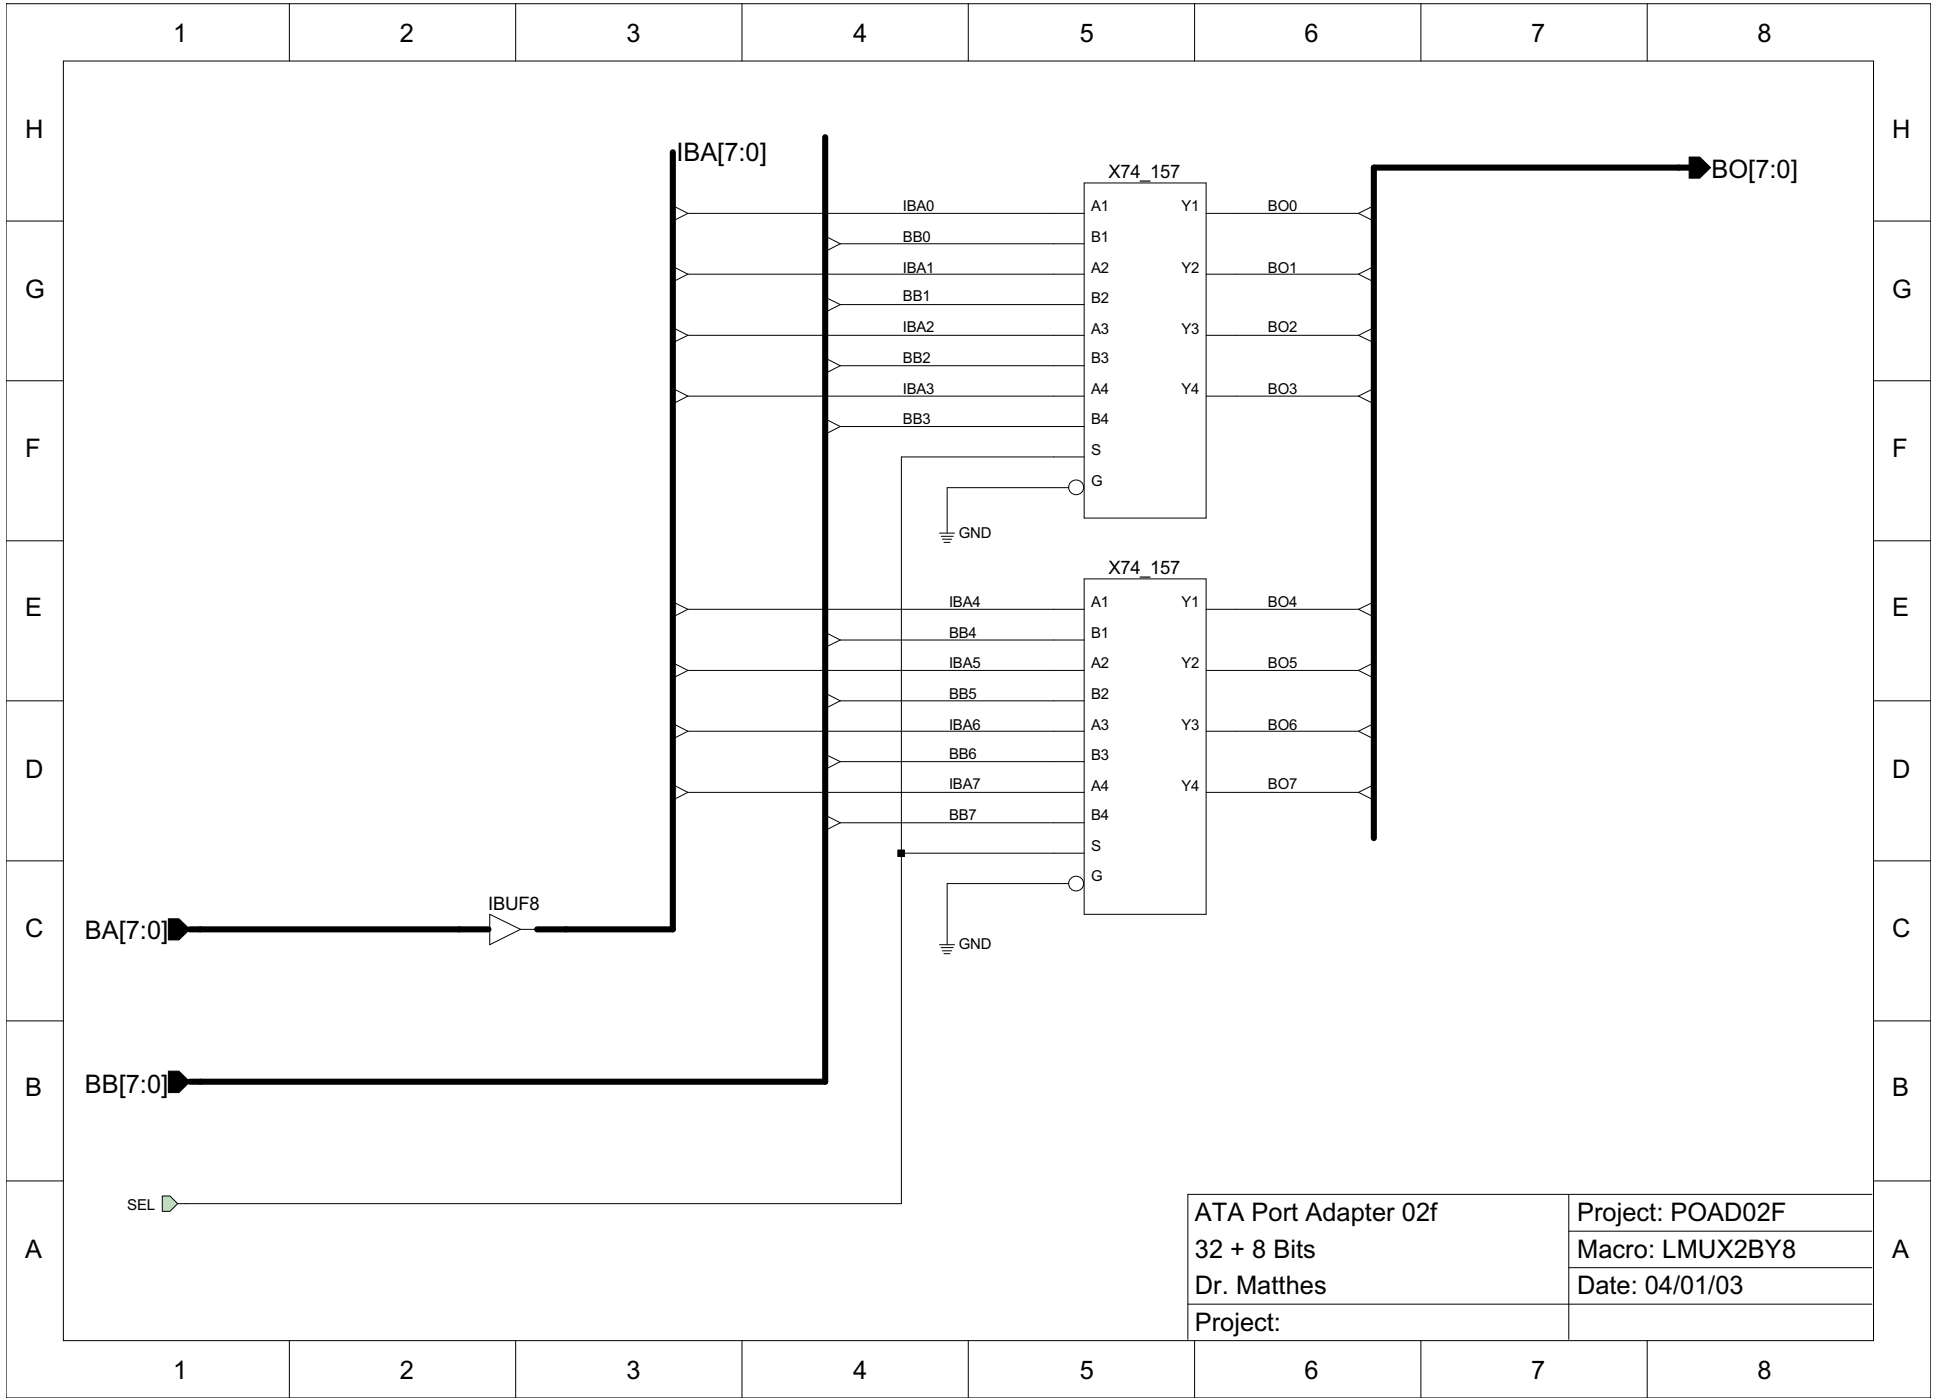 1 2 3 4 5 6 7 8
H H
IBA[7:0]
BO[7:0]
X74_157
IBA0 A1 Y1 BO0
BB0 B1
IBA1 A2 Y2 BO1
G G
BB1 B2
IBA2 A3 Y3 BO2
BB2 B3
IBA3 A4 Y4 BO3
BB3 B4
F F
S
G
GND
X74_157
E E
IBA4 A1 Y1 BO4
BB4 B1
IBA5 A2 Y2 BO5
BB5 B2
IBA6 A3 Y3 BO6
BB6 B3
D D
IBA7 A4 Y4 BO7
BB7 B4
S
G
GND
IBUF8
C C
BA[7:0]
B B
BB[7:0]
SEL
A A
ATA Port Adapter 02f
32 + 8 Bits
Dr. Matthes
Project:
Project: POAD02F
Macro: LMUX2BY8
Date: 04/01/03
1 2 3 4 5 6 7 8